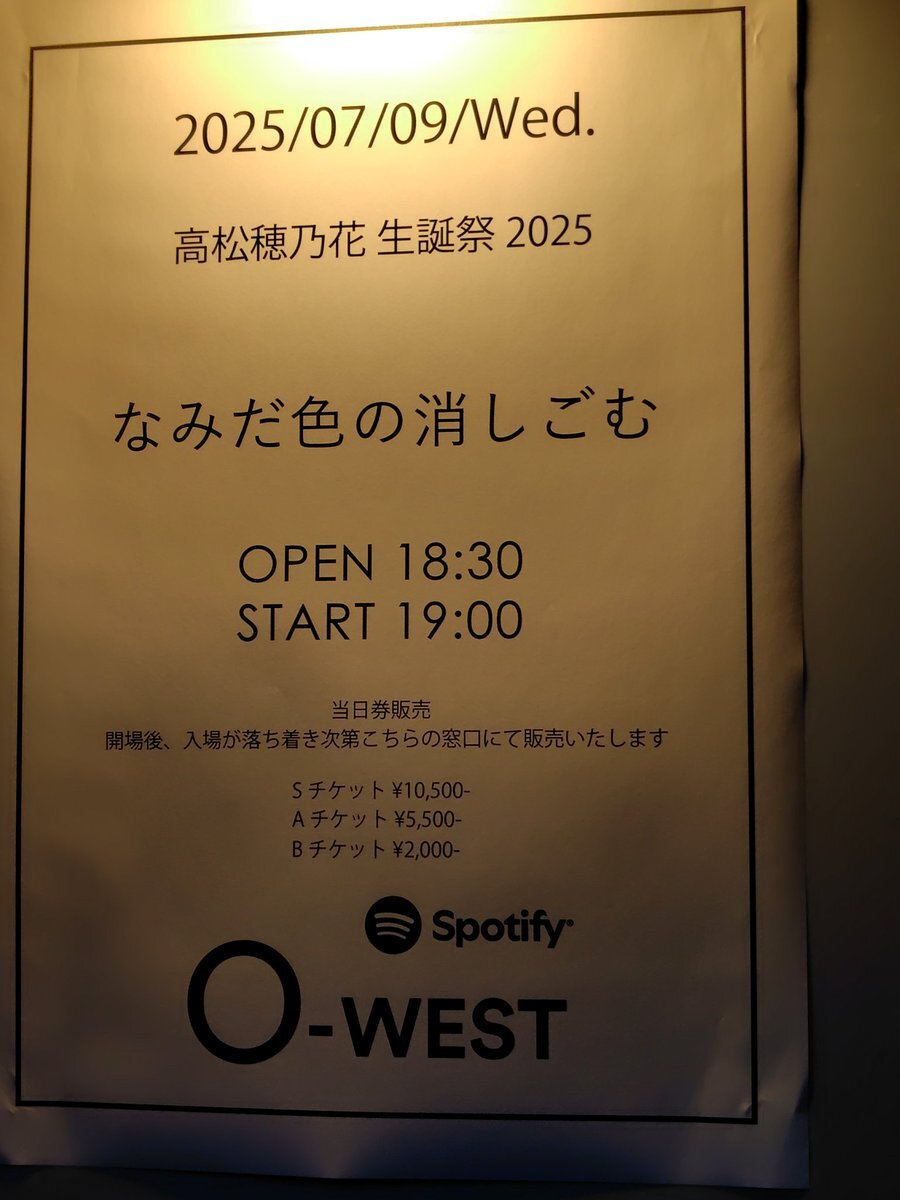 2025/07/09/Wed.
高松穂乃花 生誕祭 2025
なみだ色の消しごむ
OPEN 18:30
START 19:00
当日券販売
開場後、入場が落ち着き次第こちらの窓口にて販売いたします
S チケット ¥10,500-
A チケット ¥5,500-
B チケット ¥2,000-
Spotify®
O-WEST